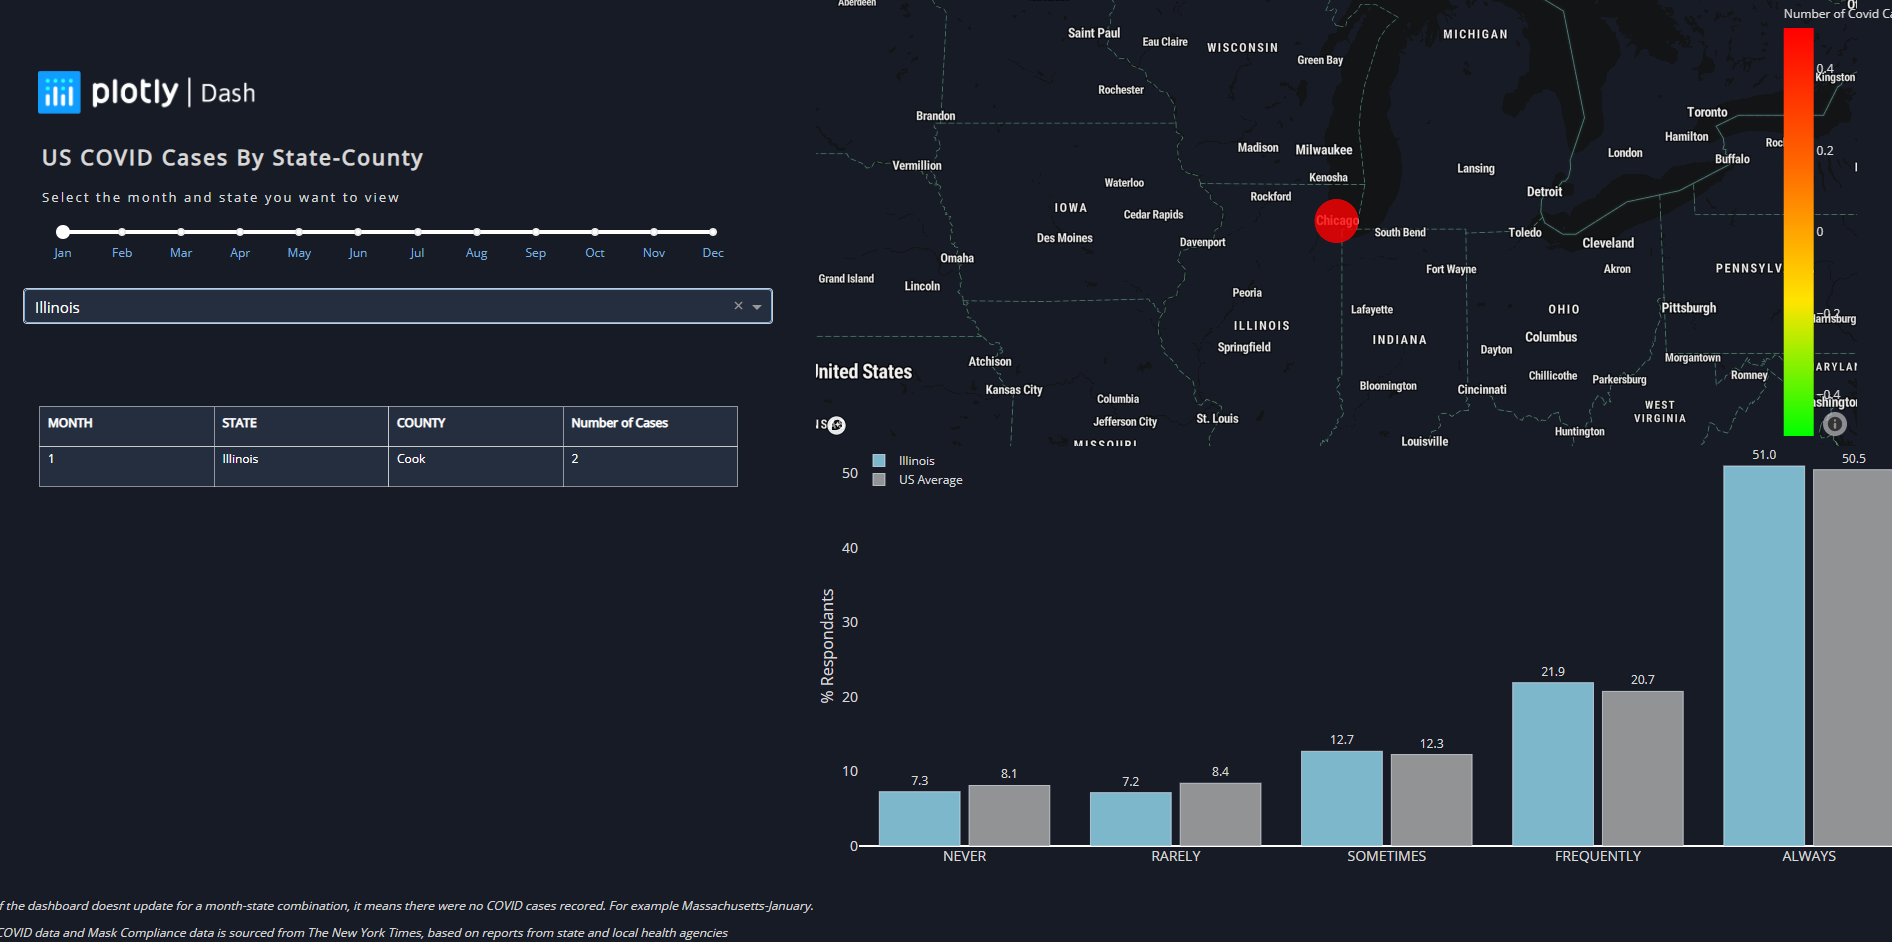 plotly | Dash
US COVID Cases By State-County
Select the month and state you want to view
Jan Feb Mar Apr May Jun Jul Aug Sep Oct Nov Dec
Illinois
MONTH STATE COUNTY Number of Cases
1 Illinois Cook 2
Aberdeen
Saint Paul
Eau Claire
WISCONSIN
Green Bay
MICHIGAN
Rochester
Brandon
Toronto
Hamilton
Kingston
Madison
Milwaukee
London
Buffalo
Roc
Vermillion
Lansing
Kenosha
Waterloo
Rockford
Detroit
IOWA
Cedar Rapids
Chicago
South Bend
Toledo
Des Moines
Davenport
Cleveland
Omaha
Fort Wayne
Akron
PENNSYLV
Grand Island
Lincoln
Peoria
Lafayette
OHIO
Pittsburgh
ILLINOIS
INDIANA
Columbus
Springfield
Dayton
Morgantown
Atchison
United States
Chillicothe
Parkersburg
Romney
Kansas City
Bloomington
Cincinnati
Columbia
WEST
VIRGINIA
Jefferson City
St. Louis
Huntington
Louisville
MISSOURI
Number of Covid Ca
0.4
0.2
0
−0.2
−0.4
Illinois
US Average
% Respondants
50
40
30
20
10
0
7.3 8.1 7.2 8.4 12.7 12.3 21.9 20.7 51.0 50.5
NEVER RARELY SOMETIMES FREQUENTLY ALWAYS
f the dashboard doesnt update for a month-state combination, it means there were no COVID cases recored. For example Massachusetts-January.
COVID data and Mask Compliance data is sourced from The New York Times, based on reports from state and local health agencies